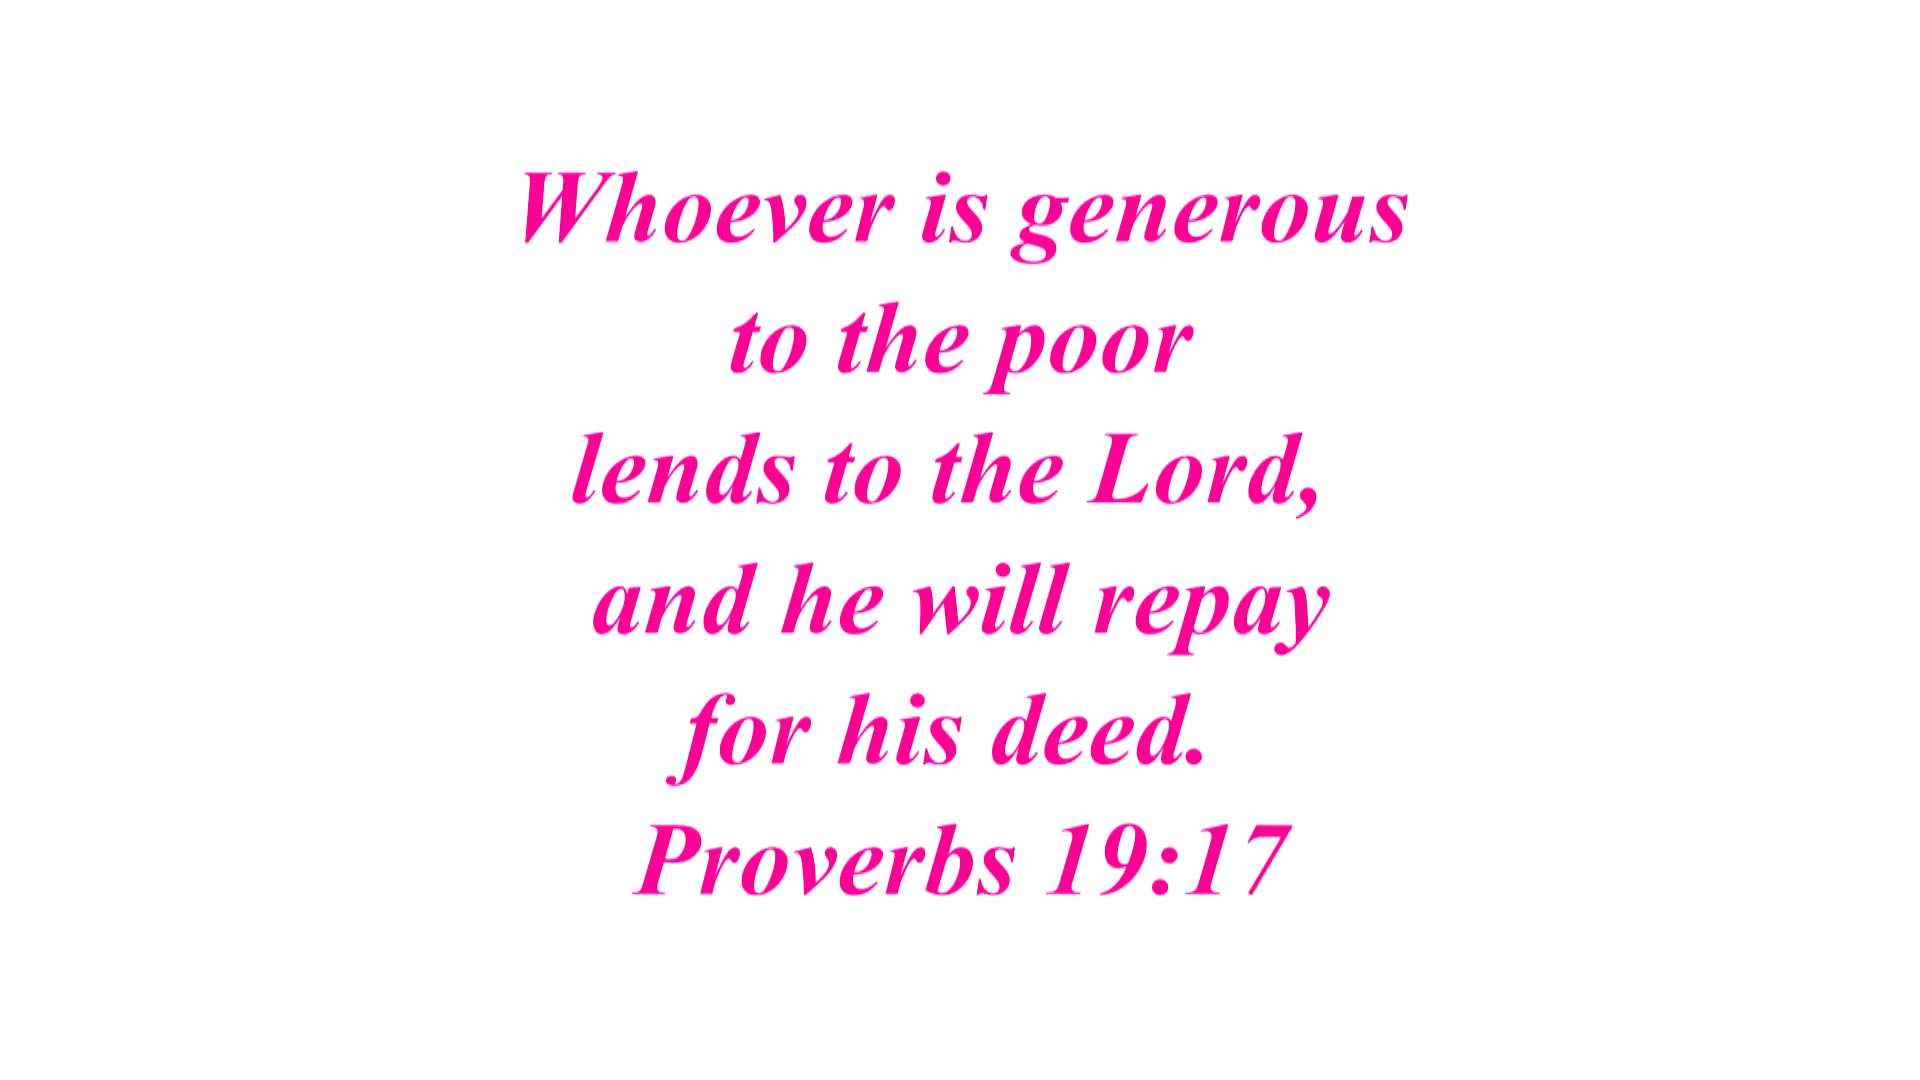 Whoever is generous
to the poor
lends to the Lord,
and he will repay
for his deed.
Proverbs 19:17